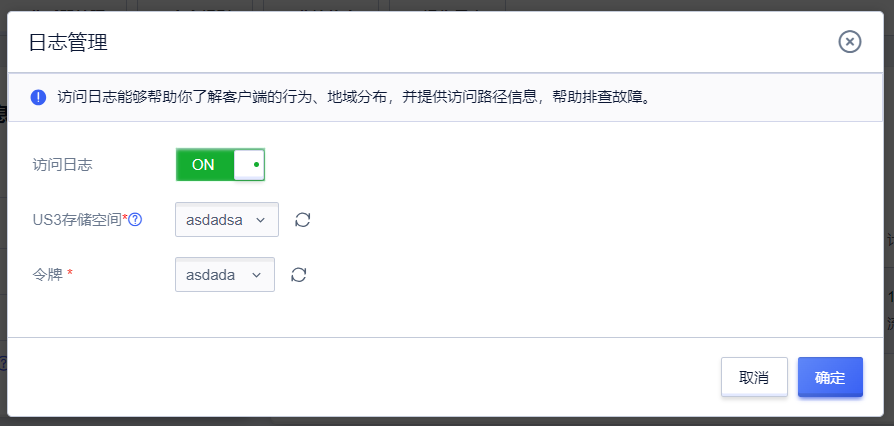 日志管理
访问日志能够帮助你了解客户端的行为、地域分布，并提供访问路径信息，帮助排查故障。
访问日志 ON
US3存储空间* asdadsa
令牌 * asdada
取消 确定